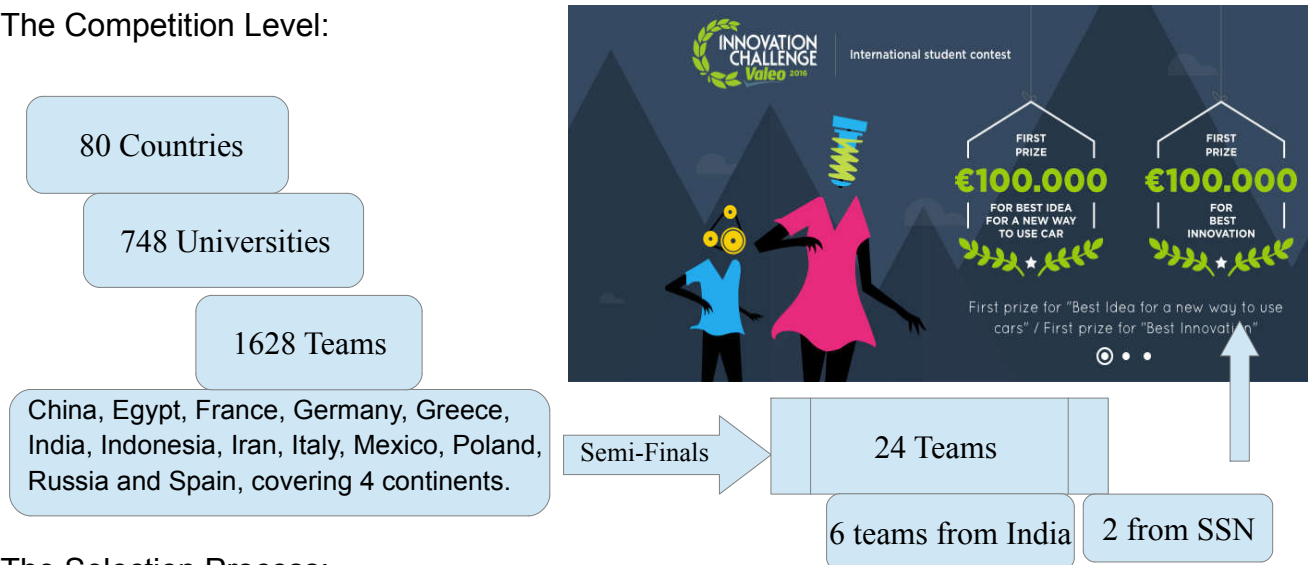 The Competition Level:
80 Countries
748 Universities
1628 Teams
China, Egypt, France, Germany, Greece,
India, Indonesia, Iran, Italy, Mexico, Poland,
Russia and Spain, covering 4 continents.
INNOVATION
CHALLENGE
Valeo 2016
International student contest
FIRST
PRIZE
€100.000
FOR BEST IDEA
FOR A NEW WAY
TO USE CAR
FIRST
PRIZE
€100.000
FOR
BEST
INNOVATION
First prize for "Best Idea for a new way to use
cars" / First prize for "Best Innovation"
Semi-Finals
24 Teams
6 teams from India
2 from SSN
The Selection Process: